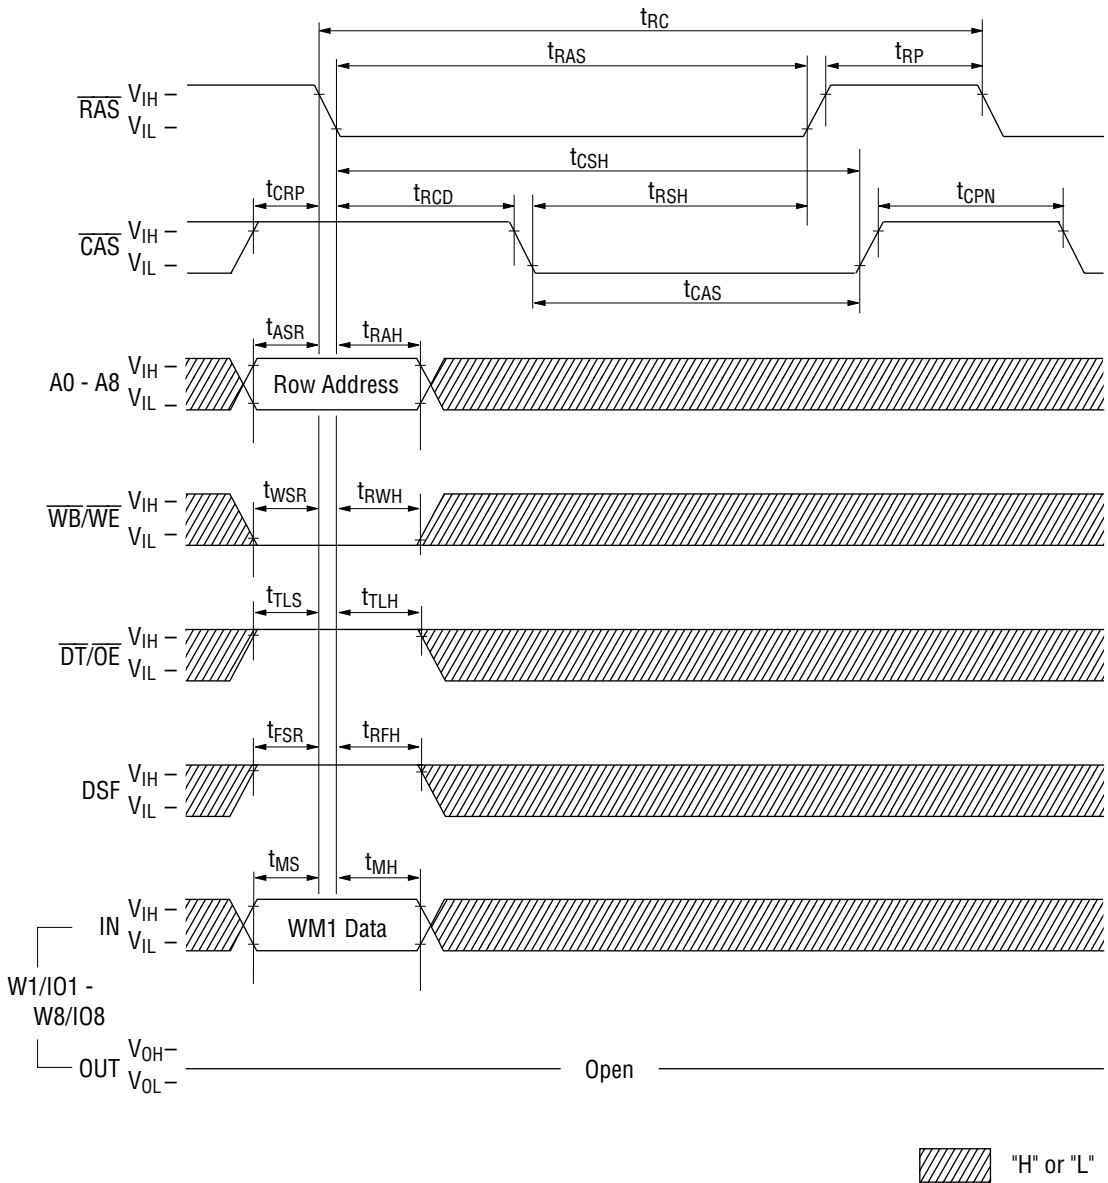 tRC
tRAS
tRP
RAS
VIH –
VIL –
tCSH
tCRP
tRCD
tRSH
tCPN
CAS
VIH –
VIL –
tCAS
tASR
tRAH
A0 - A8
VIH –
VIL –
Row Address
tWSR
tRWH
WB/WE
VIH –
VIL –
tTLS
tTLH
DT/OE
VIH –
VIL –
tFSR
tRFH
DSF
VIH –
VIL –
tMS
tMH
IN
VIH –
VIL –
WM1 Data
W1/IO1 -
W8/IO8
OUT
VOH–
VOL –
Open
"H" or "L"